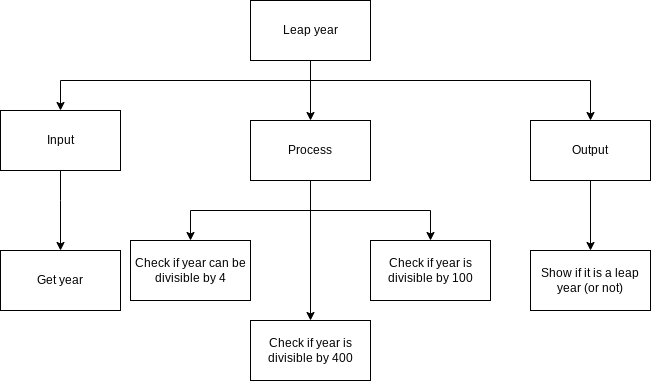 Leap year
Input
Process
Output
Check if year can be
divisible by 4
Check if year is
divisible by 100
Get year
Show if it is a leap
year (or not)
Check if year is
divisible by 400